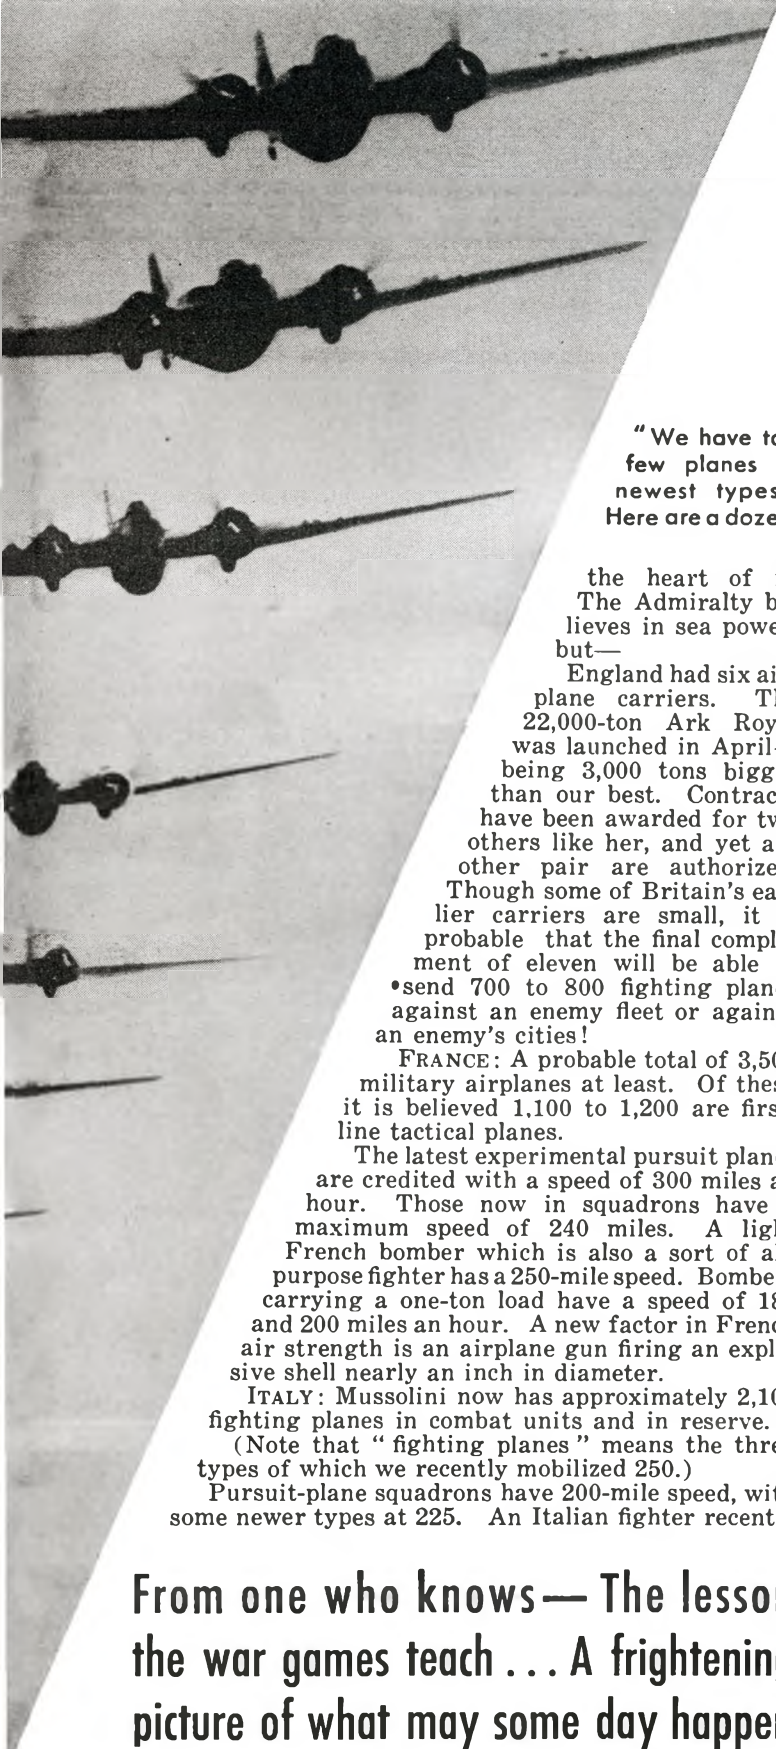 "We have to
few planes
newest types
Here are a doze
the heart of
The Admiralty b
lieves in sea powe
but—
England had six ai
plane carriers. Th
22,000-ton Ark Roy
was launched in April-
being 3,000 tons bigg
than our best. Contrac
have been awarded for tw
others like her, and yet a
other pair are authorize
Though some of Britain's ea
lier carriers are small, it
probable that the final compl
ment of eleven will be able
•send 700 to 800 fighting plan
against an enemy fleet or again
an enemy's cities!
FRANCE: A probable total of 3,50
military airplanes at least. Of thes
it is believed 1,100 to 1,200 are firs
line tactical planes.
The latest experimental pursuit plan
are credited with a speed of 300 miles a
hour. Those now in squadrons have
maximum speed of 240 miles. A ligh
French bomber which is also a sort of al
purpose fighter has a 250-mile speed. Bombe
carrying a one-ton load have a speed of 18
and 200 miles an hour. A new factor in Frenc
air strength is an airplane gun firing an expl
sive shell nearly an inch in diameter.
ITALY: Mussolini now has approximately 2,10
fighting planes in combat units and in reserve.
(Note that "fighting planes" means the thre
types of which we recently mobilized 250.)
Pursuit-plane squadrons have 200-mile speed, wit
some newer types at 225. An Italian fighter recent
From one who knows— The lesso
the war games teach ... A frightening
picture of what may some day happe